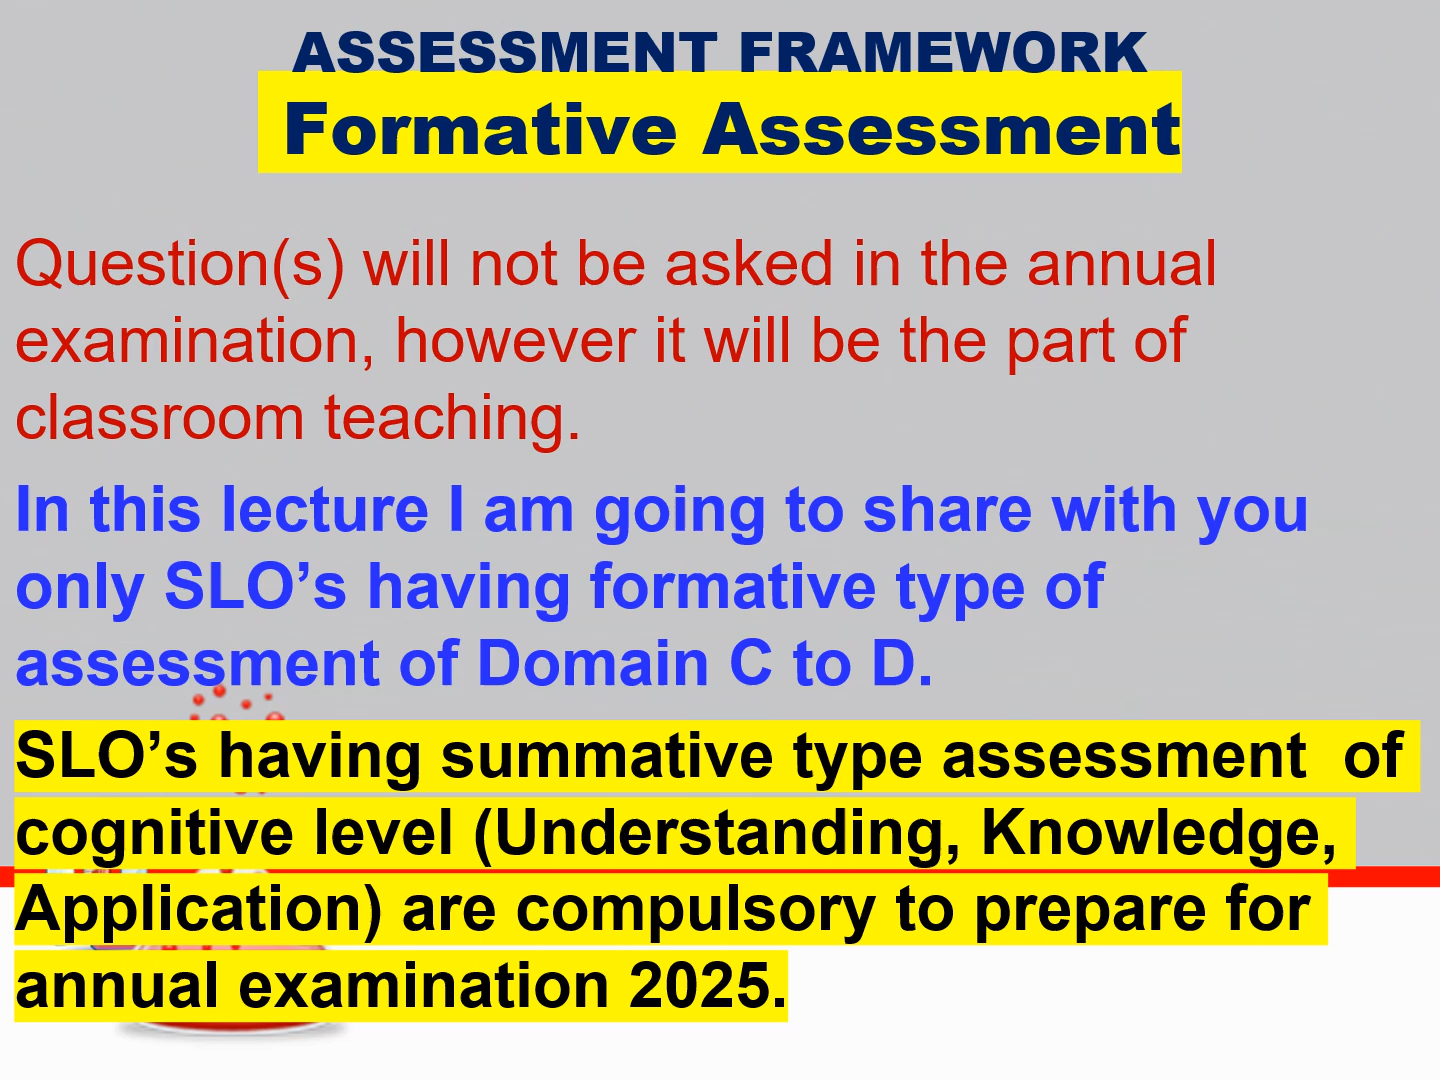 ASSESSMENT FRAMEWORK
Formative Assessment
Question(s) will not be asked in the annual
examination, however it will be the part of
classroom teaching.
In this lecture I am going to share with you
only SLO’s having formative type of
assessment of Domain C to D.
SLO’s having summative type assessment  of
cognitive level (Understanding, Knowledge,
Application) are compulsory to prepare for
annual examination 2025.